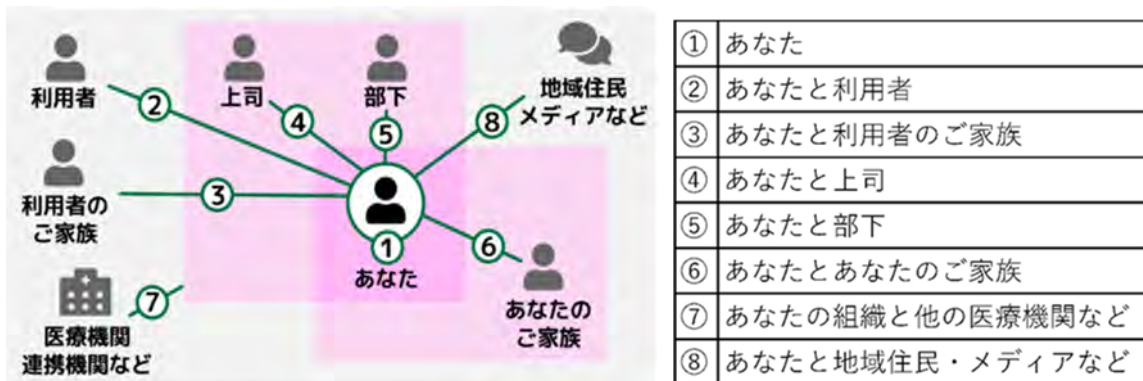 利用者
上司
部下
地域住民
メディアなど
②
④
⑤
⑧
利用者の
ご家族
③
①
あなた
⑥
医療機関
連携機関など
⑦
あなたの
ご家族
① あなた
② あなたと利用者
③ あなたと利用者のご家族
④ あなたと上司
⑤ あなたと部下
⑥ あなたとあなたのご家族
⑦ あなたの組織と他の医療機関など
⑧ あなたと地域住民・メディアなど